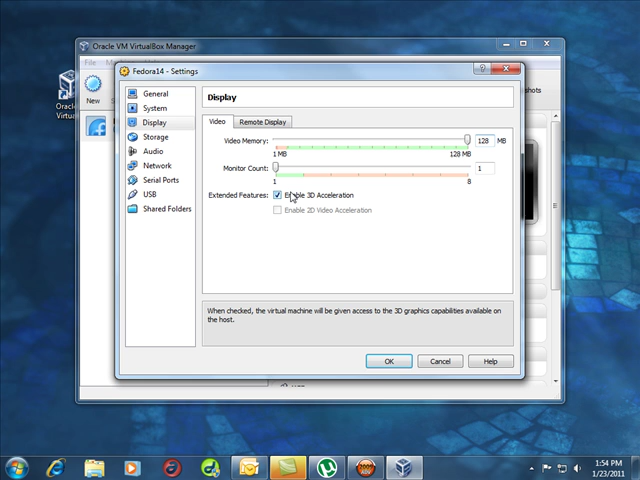 Oracle VM VirtualBox Manager
File
New
shots
Oracle
Virtual
Fedora14 - Settings
General
System
Display
Storage
Audio
Network
Serial Ports
USB
Shared Folders
Display
Video
Remote Display
Video Memory:
128
MB
1 MB
128 MB
Monitor Count:
1
1
8
Extended Features:
Enable 3D Acceleration
Enable 2D Video Acceleration
When checked, the virtual machine will be given access to the 3D graphics capabilities available on
the host.
OK
Cancel
Help
1:54 PM
1/23/2011